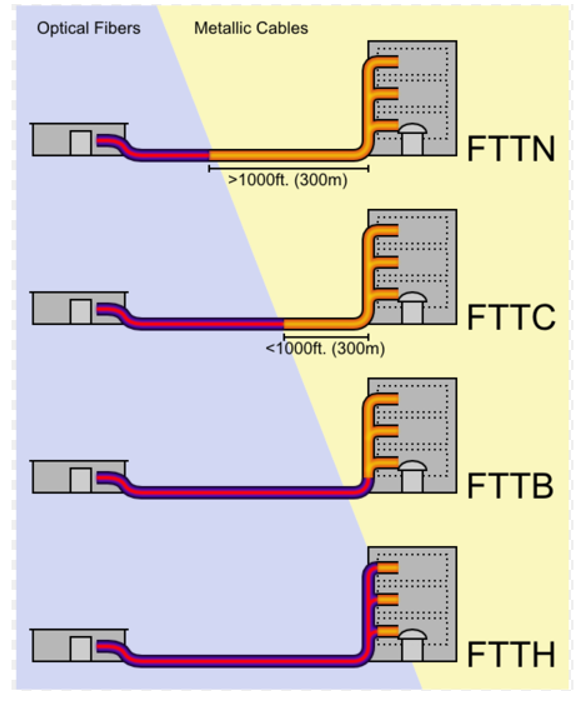 Optical Fibers
Metallic Cables
FTTN
>1000ft. (300m)
FTTC
<1000ft. (300m)
FTTB
FTTH